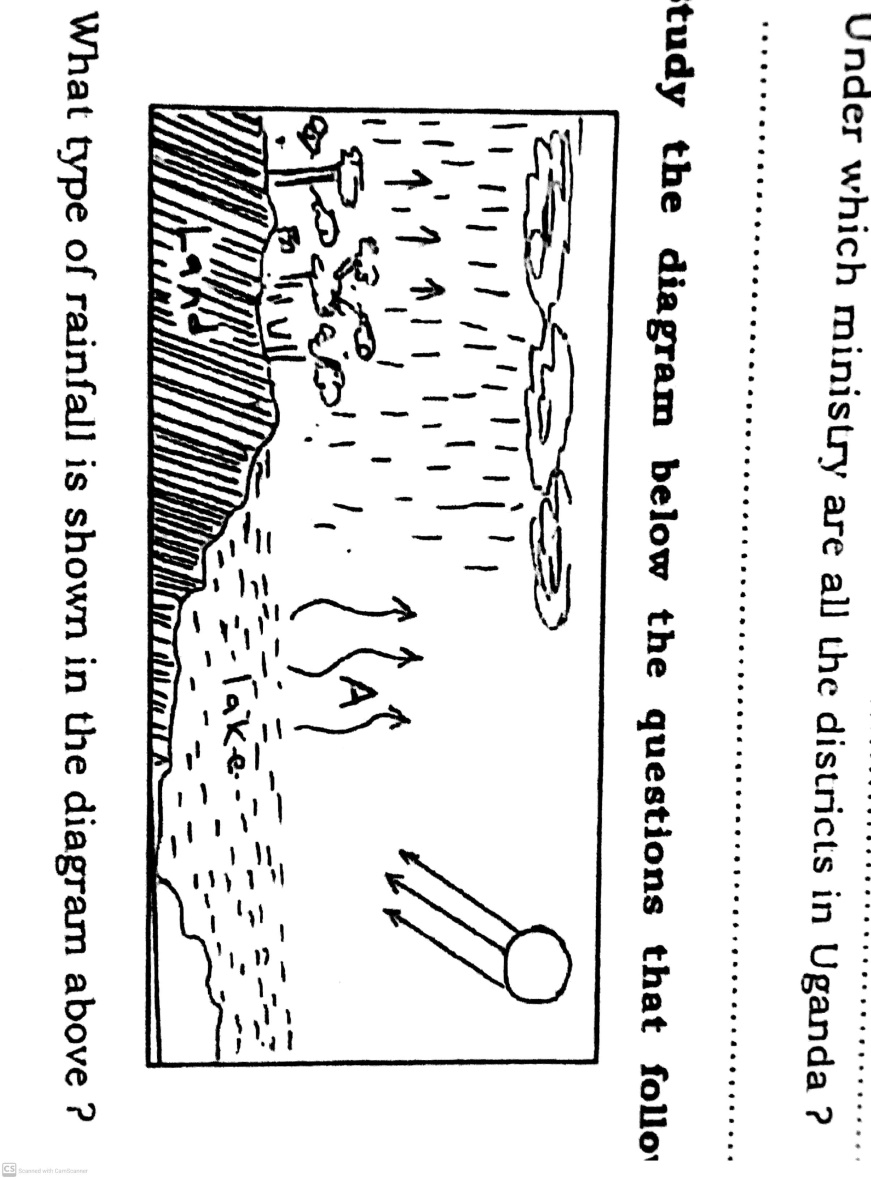 Under which ministry are all the districts in Uganda ?
Study the diagram below the questions that follow
A
Land
Lake
What type of rainfall is shown in the diagram above ?
CS Scanned with CamScanner